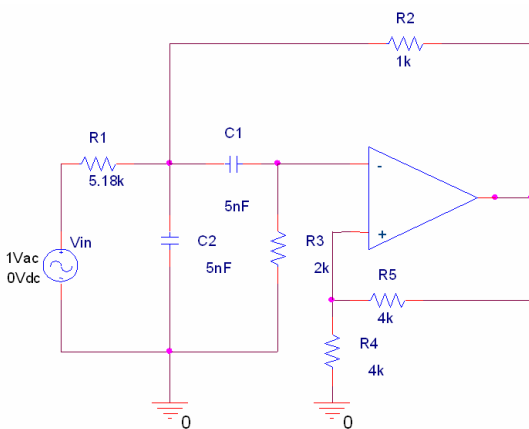 R2
1k
R1
5.18k
C1
5nF
-
+
Vin
+
-
1Vac
0Vdc
C2
5nF
R3
2k
R5
4k
R4
4k
0
0